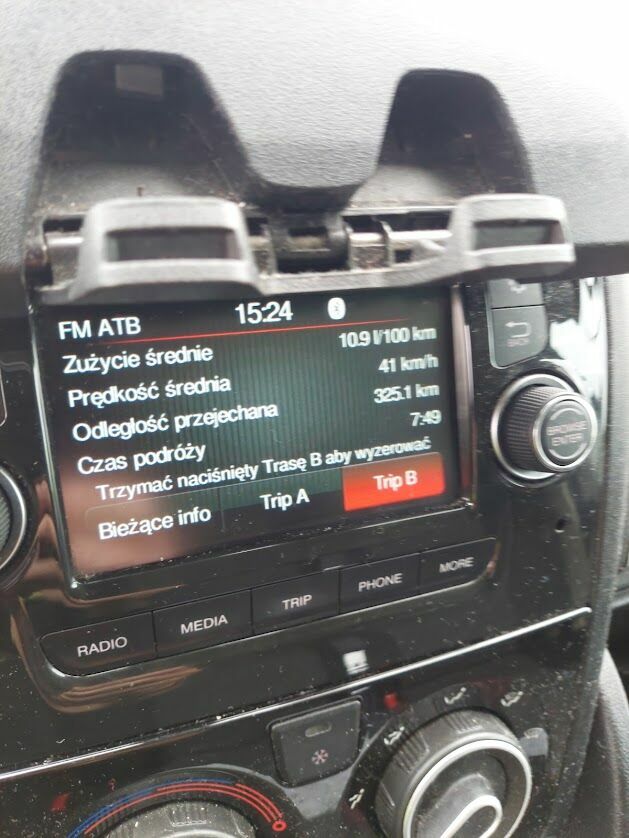 FM ATB 15:24
Zużycie średnie 10.9 l/100 km
Prędkość średnia 41 km/h
Odległość przejechana 325.1 km
Czas podróży 7:49
Trzymać naciśnięty Trasę B aby wyzerować
Bieżące info Trip A Trip B
BACK
BROWSE
ENTER
RADIO MEDIA TRIP PHONE MORE